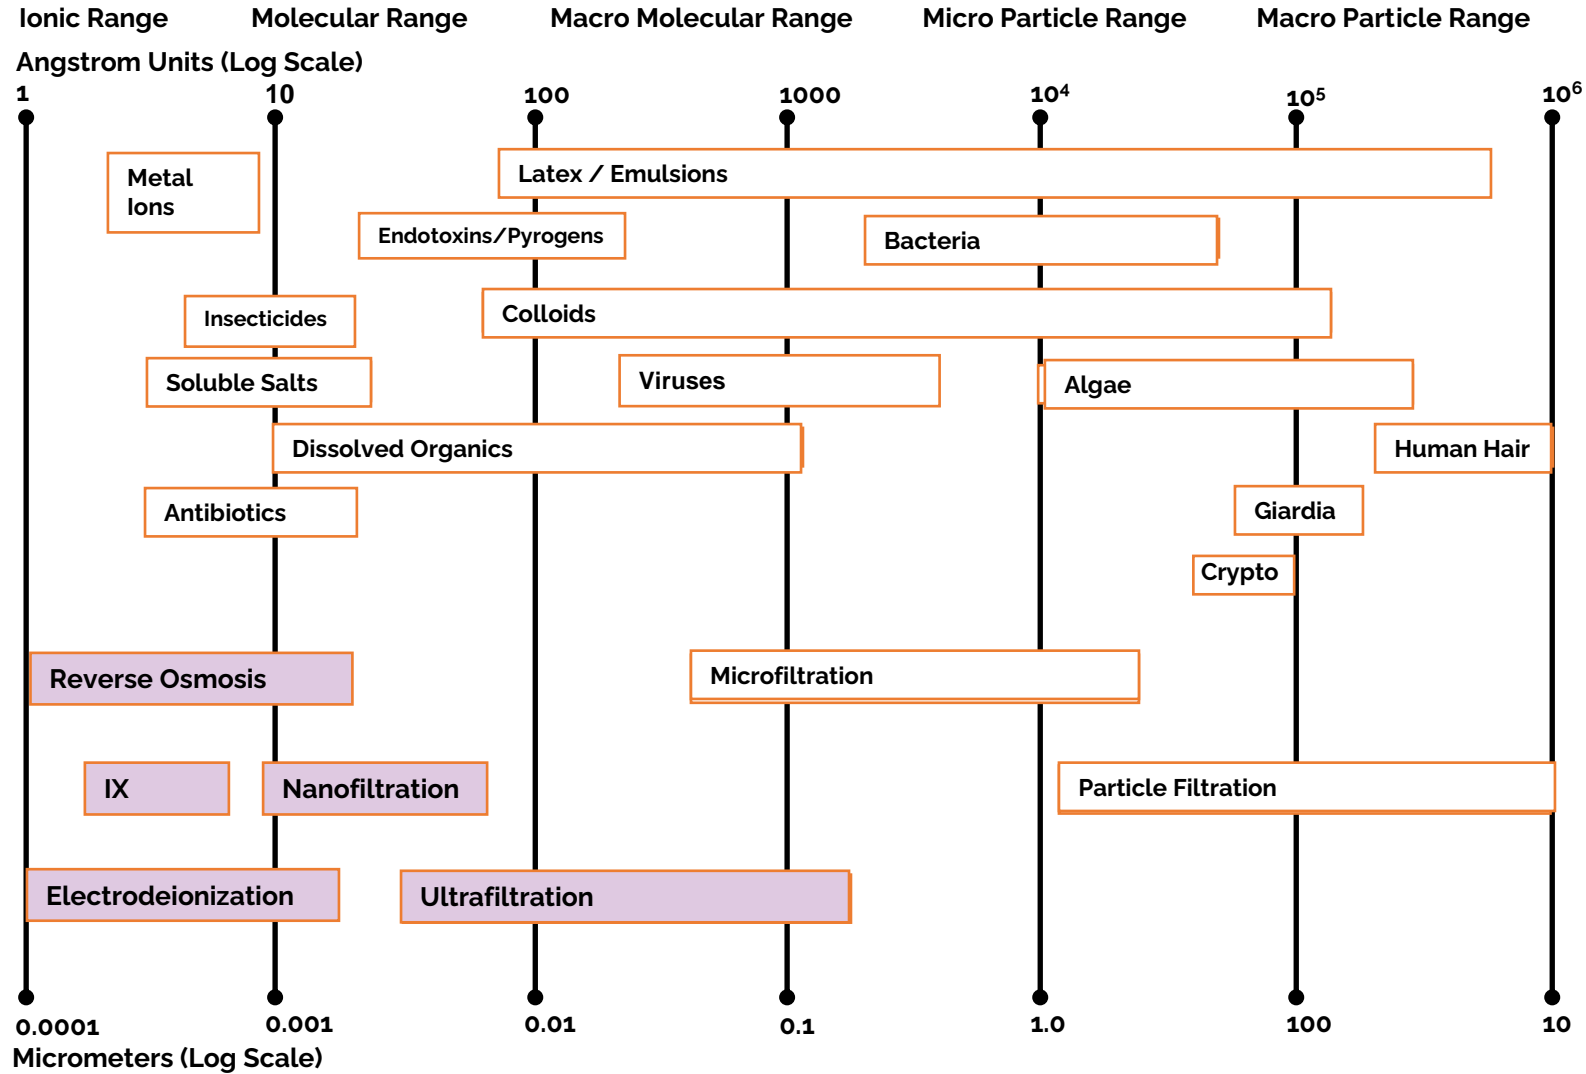 Ionic Range Molecular Range Macro Molecular Range Micro Particle Range Macro Particle Range
Angstrom Units (Log Scale)
1 10 100 1000 10⁴ 10⁵ 10⁶
Metal
Ions
Latex / Emulsions
Endotoxins/Pyrogens
Bacteria
Insecticides
Colloids
Soluble Salts
Viruses
Algae
Dissolved Organics
Human Hair
Antibiotics
Giardia
Crypto
Reverse Osmosis
Microfiltration
IX
Nanofiltration
Particle Filtration
Electrodeionization
Ultrafiltration
0.0001 0.001 0.01 0.1 1.0 100 10
Micrometers (Log Scale)